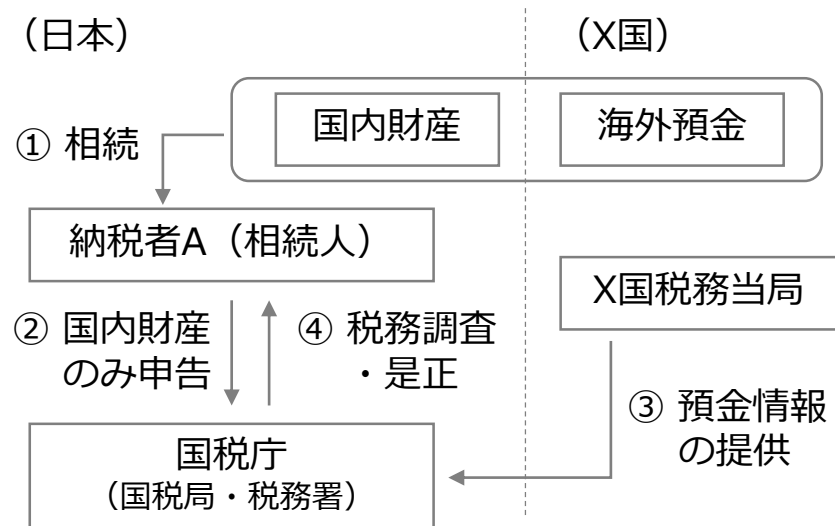 （日本）
（X国）
国内財産
海外預金
① 相続
納税者A（相続人）
X国税務当局
② 国内財産
のみ申告
④ 税務調査
・是正
③ 預金情報
の提供
国税庁
（国税局・税務署）